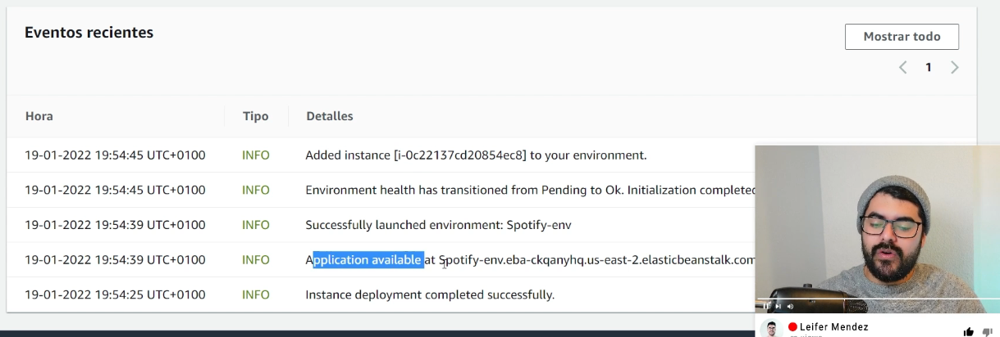 Eventos recientes
Mostrar todo
1
Hora Tipo Detalles
19-01-2022 19:54:45 UTC+0100 INFO Added instance [i-0c22137cd20854ec8] to your environment.
19-01-2022 19:54:45 UTC+0100 INFO Environment health has transitioned from Pending to Ok. Initialization completed
19-01-2022 19:54:39 UTC+0100 INFO Successfully launched environment: Spotify-env
19-01-2022 19:54:39 UTC+0100 INFO Application available at Spotify-env.eba-ckqanyhq.us-east-2.elasticbeanstalk.com
19-01-2022 19:54:25 UTC+0100 INFO Instance deployment completed successfully.
Leifer Mendez